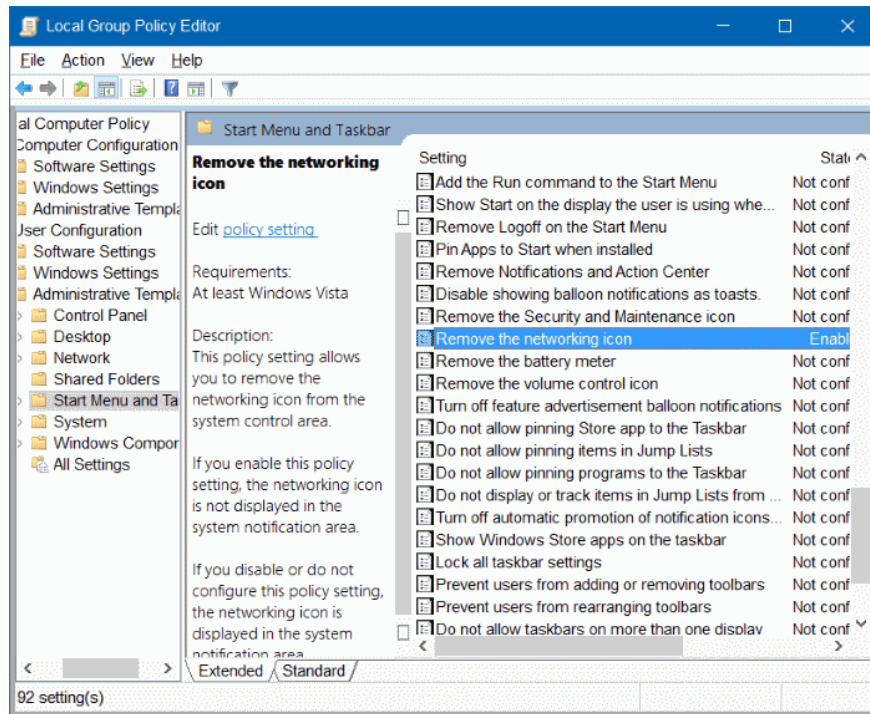 Local Group Policy Editor
File Action View Help
al Computer Policy
Computer Configuration
Software Settings
Windows Settings
Administrative Templa
User Configuration
Software Settings
Windows Settings
Administrative Templa
Control Panel
Desktop
Network
Shared Folders
Start Menu and Ta
System
Windows Compor
All Settings
Start Menu and Taskbar
Remove the networking
icon
Edit policy setting
Requirements:
At least Windows Vista
Description:
This policy setting allows
you to remove the
networking icon from the
system control area.
If you enable this policy
setting, the networking icon
is not displayed in the
system notification area.
If you disable or do not
configure this policy setting,
the networking icon is
displayed in the system
notification area.
Setting State
Add the Run command to the Start Menu Not conf
Show Start on the display the user is using whe... Not conf
Remove Logoff on the Start Menu Not conf
Pin Apps to Start when installed Not conf
Remove Notifications and Action Center Not conf
Disable showing balloon notifications as toasts. Not conf
Remove the Security and Maintenance icon Not conf
Remove the networking icon Enabl
Remove the battery meter Not conf
Remove the volume control icon Not conf
Turn off feature advertisement balloon notifications Not conf
Do not allow pinning Store app to the Taskbar Not conf
Do not allow pinning items in Jump Lists Not conf
Do not allow pinning programs to the Taskbar Not conf
Do not display or track items in Jump Lists from ... Not conf
Turn off automatic promotion of notification icons... Not conf
Show Windows Store apps on the taskbar Not conf
Lock all taskbar settings Not conf
Prevent users from adding or removing toolbars Not conf
Prevent users from rearranging toolbars Not conf
Do not allow taskbars on more than one display Not conf
Extended Standard
92 setting(s)